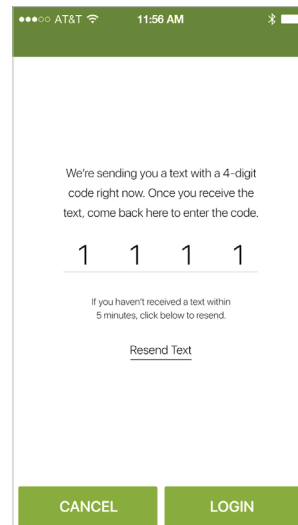 AT&T 11:56 AM
We're sending you a text with a 4-digit
code right now. Once you receive the
text, come back here to enter the code.
1 1 1 1
If you haven't received a text within
5 minutes, click below to resend.
Resend Text
CANCEL LOGIN